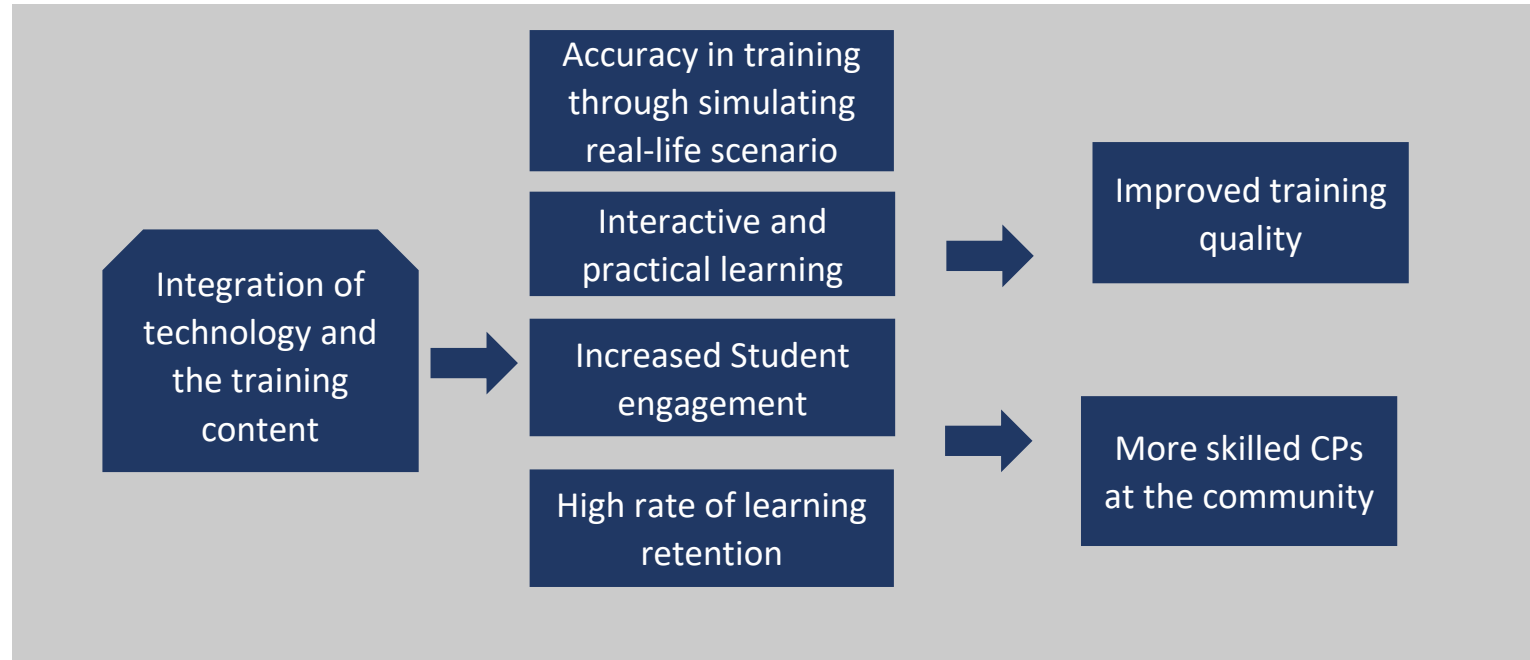 Integration of
technology and
the training
content
Accuracy in training
through simulating
real-life scenario
Interactive and
practical learning
Increased Student
engagement
High rate of learning
retention
Improved training
quality
More skilled CPs
at the community